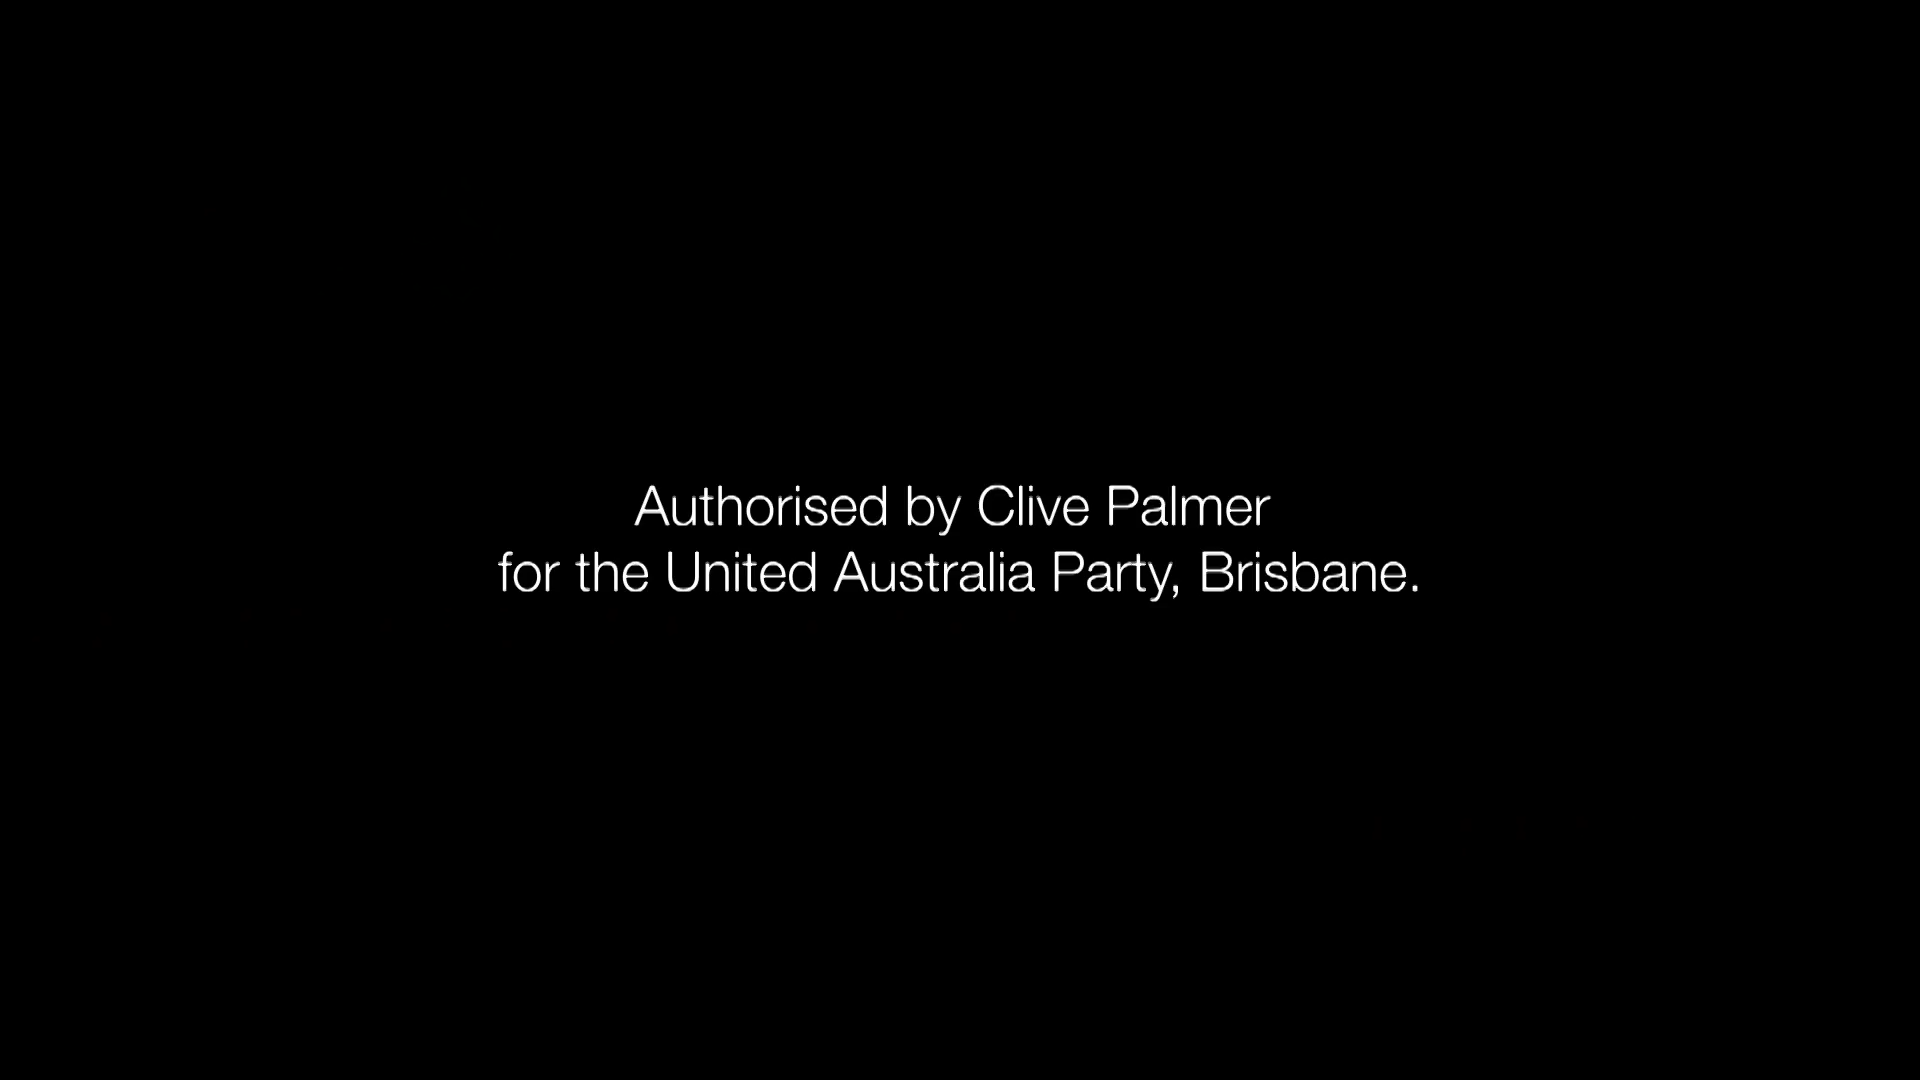 Authorised by Clive Palmer
for the United Australia Party, Brisbane.